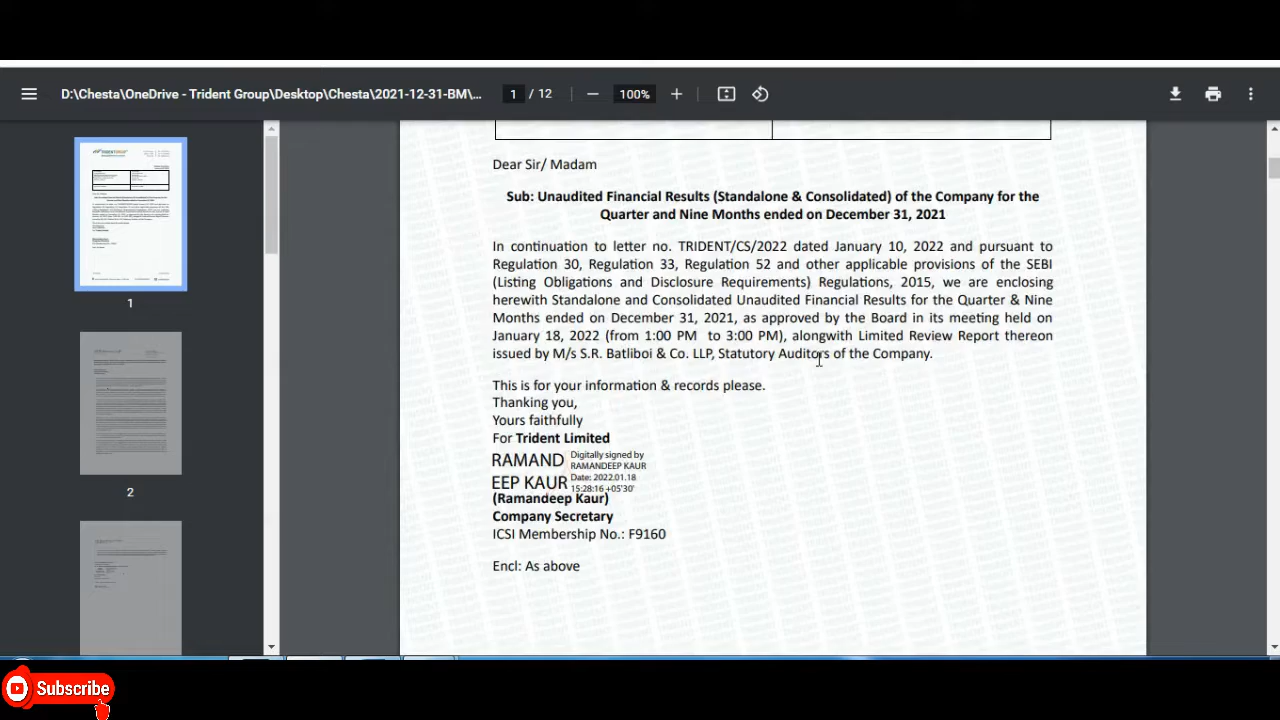 D:\Chesta\OneDrive - Trident Group\Desktop\Chesta\2021-12-31-BM\...
1 / 12
100%
Dear Sir/ Madam
Sub: Unaudited Financial Results (Standalone & Consolidated) of the Company for the
Quarter and Nine Months ended on December 31, 2021
In continuation to letter no. TRIDENT/CS/2022 dated January 10, 2022 and pursuant to
Regulation 30, Regulation 33, Regulation 52 and other applicable provisions of the SEBI
(Listing Obligations and Disclosure Requirements) Regulations, 2015, we are enclosing
herewith Standalone and Consolidated Unaudited Financial Results for the Quarter & Nine
Months ended on December 31, 2021, as approved by the Board in its meeting held on
January 18, 2022 (from 1:00 PM to 3:00 PM), alongwith Limited Review Report thereon
issued by M/s S.R. Batliboi & Co. LLP, Statutory Auditors of the Company.
This is for your information & records please.
Thanking you,
Yours faithfully
For Trident Limited
RAMAND
EEP KAUR
Digitally signed by
RAMANDEEP KAUR
Date: 2022.01.18
15:28:16 +05'30'
(Ramandeep Kaur)
Company Secretary
ICSI Membership No.: F9160
Encl: As above
1
2
Subscribe